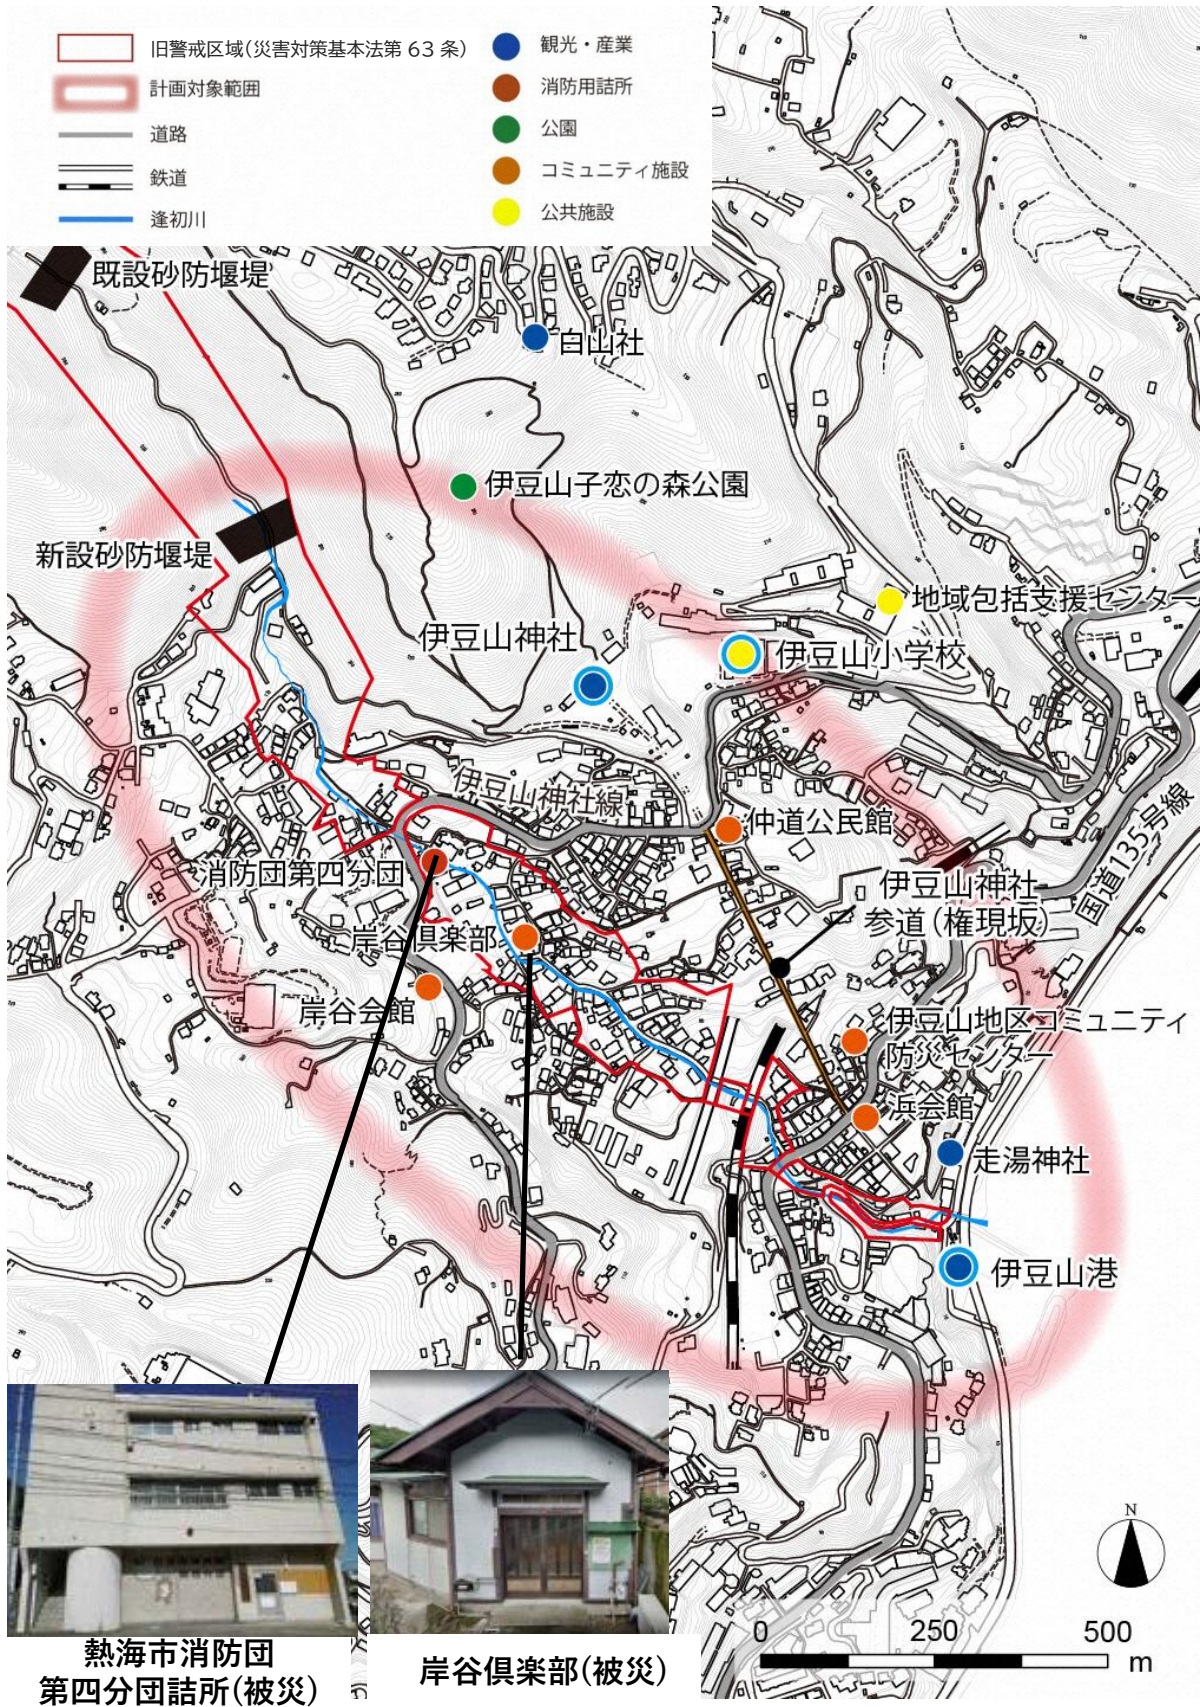 旧警戒区域(災害対策基本法第 63 条)
計画対象範囲
道路
鉄道
逢初川
観光・産業
消防用詰所
公園
コミュニティ施設
公共施設
既設砂防堰堤
白山社
伊豆山子恋の森公園
新設砂防堰堤
地域包括支援センター
伊豆山神社
伊豆山小学校
伊豆山神社線
仲道公民館
国道135号線
消防団第四分団
伊豆山神社
参道(権現坂)
岸谷倶楽部
岸谷会館
伊豆山地区コミュニティ
防災センター
浜会館
走湯神社
伊豆山港
N
0 250 500
m
熱海市消防団
第四分団詰所(被災)
岸谷倶楽部(被災)